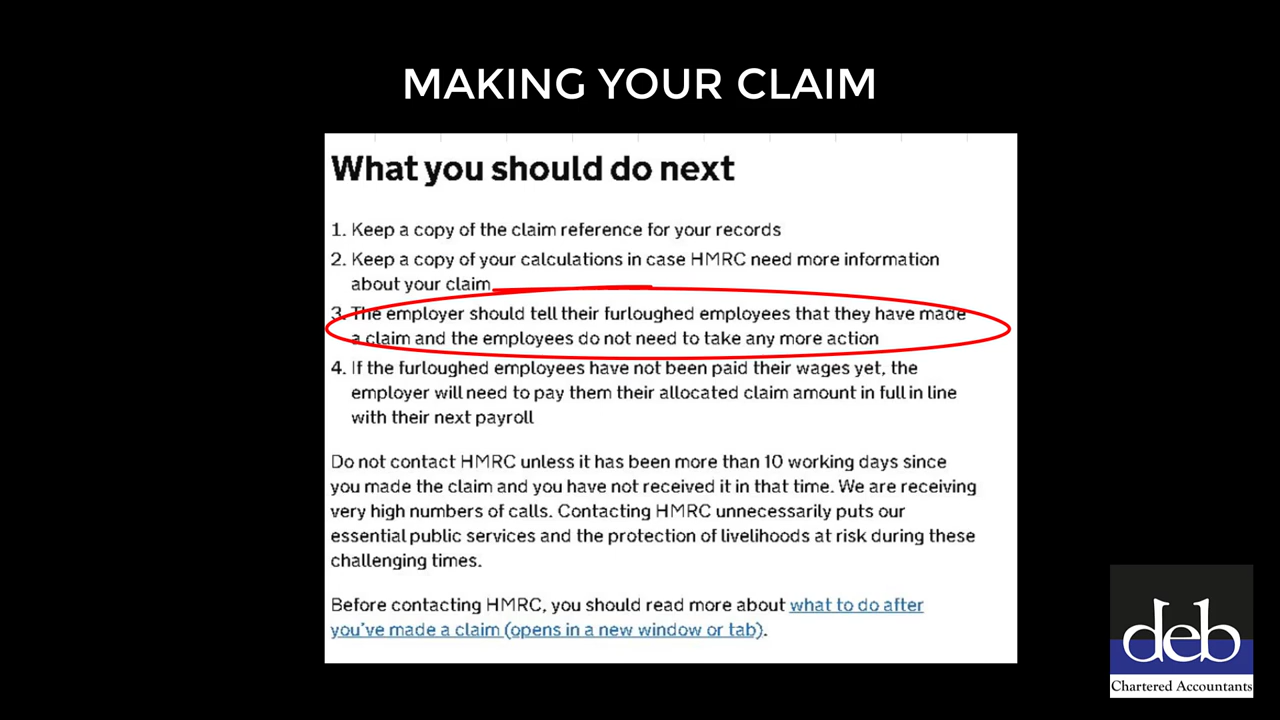 MAKING YOUR CLAIM
What you should do next
1. Keep a copy of the claim reference for your records
2. Keep a copy of your calculations in case HMRC need more information
about your claim
3. The employer should tell their furloughed employees that they have made
a claim and the employees do not need to take any more action
4. If the furloughed employees have not been paid their wages yet, the
employer will need to pay them their allocated claim amount in full in line
with their next payroll
Do not contact HMRC unless it has been more than 10 working days since
you made the claim and you have not received it in that time. We are receiving
very high numbers of calls. Contacting HMRC unnecessarily puts our
essential public services and the protection of livelihoods at risk during these
challenging times.
Before contacting HMRC, you should read more about what to do after
you've made a claim (opens in a new window or tab).
deb
Chartered Accountants